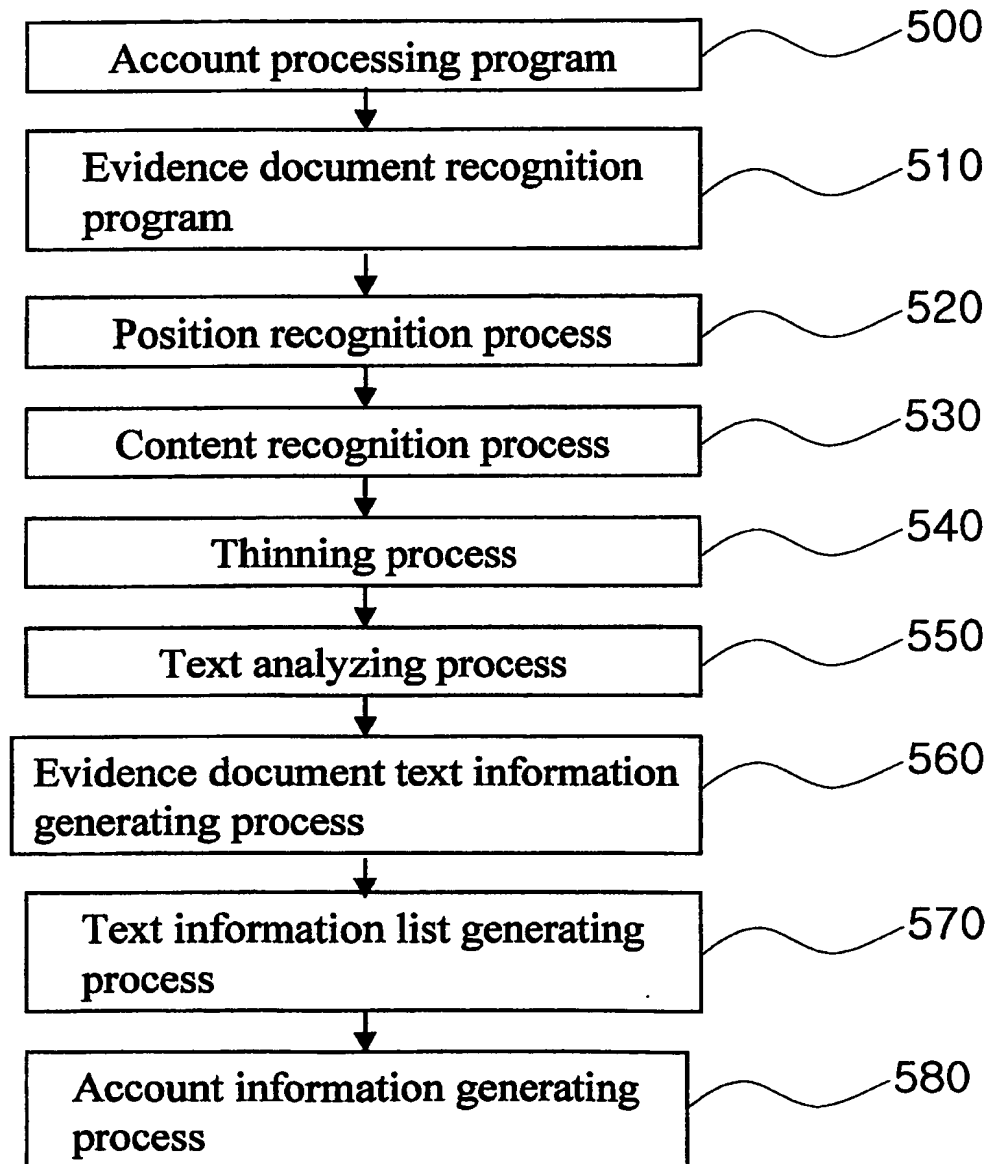 Account processing program
500
Evidence document recognition
program
510
Position recognition process
520
Content recognition process
530
Thinning process
540
Text analyzing process
550
Evidence document text information
generating process
560
Text information list generating
process
570
Account information generating
process
580